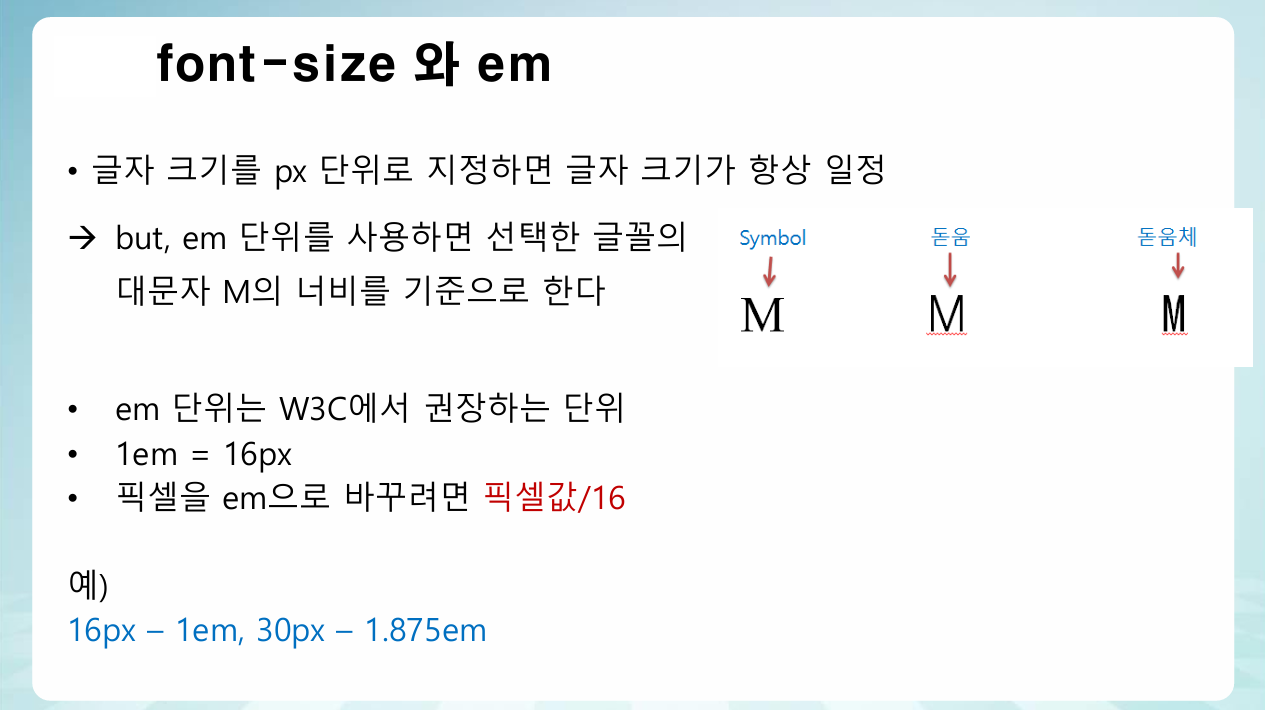 font-size 와 em
• 글자 크기를 px 단위로 지정하면 글자 크기가 항상 일정
→ but, em 단위를 사용하면 선택한 글꼴의
대문자 M의 너비를 기준으로 한다
Symbol 돋움 돋움체
M M M
• em 단위는 W3C에서 권장하는 단위
• 1em = 16px
• 픽셀을 em으로 바꾸려면 픽셀값/16
예)
16px – 1em, 30px – 1.875em